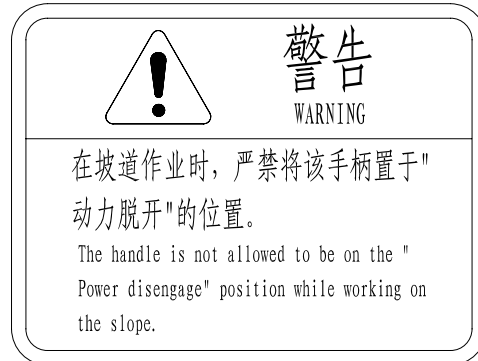 警告
WARNING
在坡道作业时，严禁将该手柄置于"
动力脱开"的位置。
The handle is not allowed to be on the "
Power disengage" position while working on
the slope.